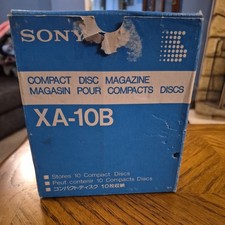 SONY
COMPACT DISC MAGAZINE
MAGASIN POUR COMPACTS DISCS
XA-10B
Stores 10 Compact Discs
Peut contenir 10 Compacts Discs
コンパクトディスク 10枚収納